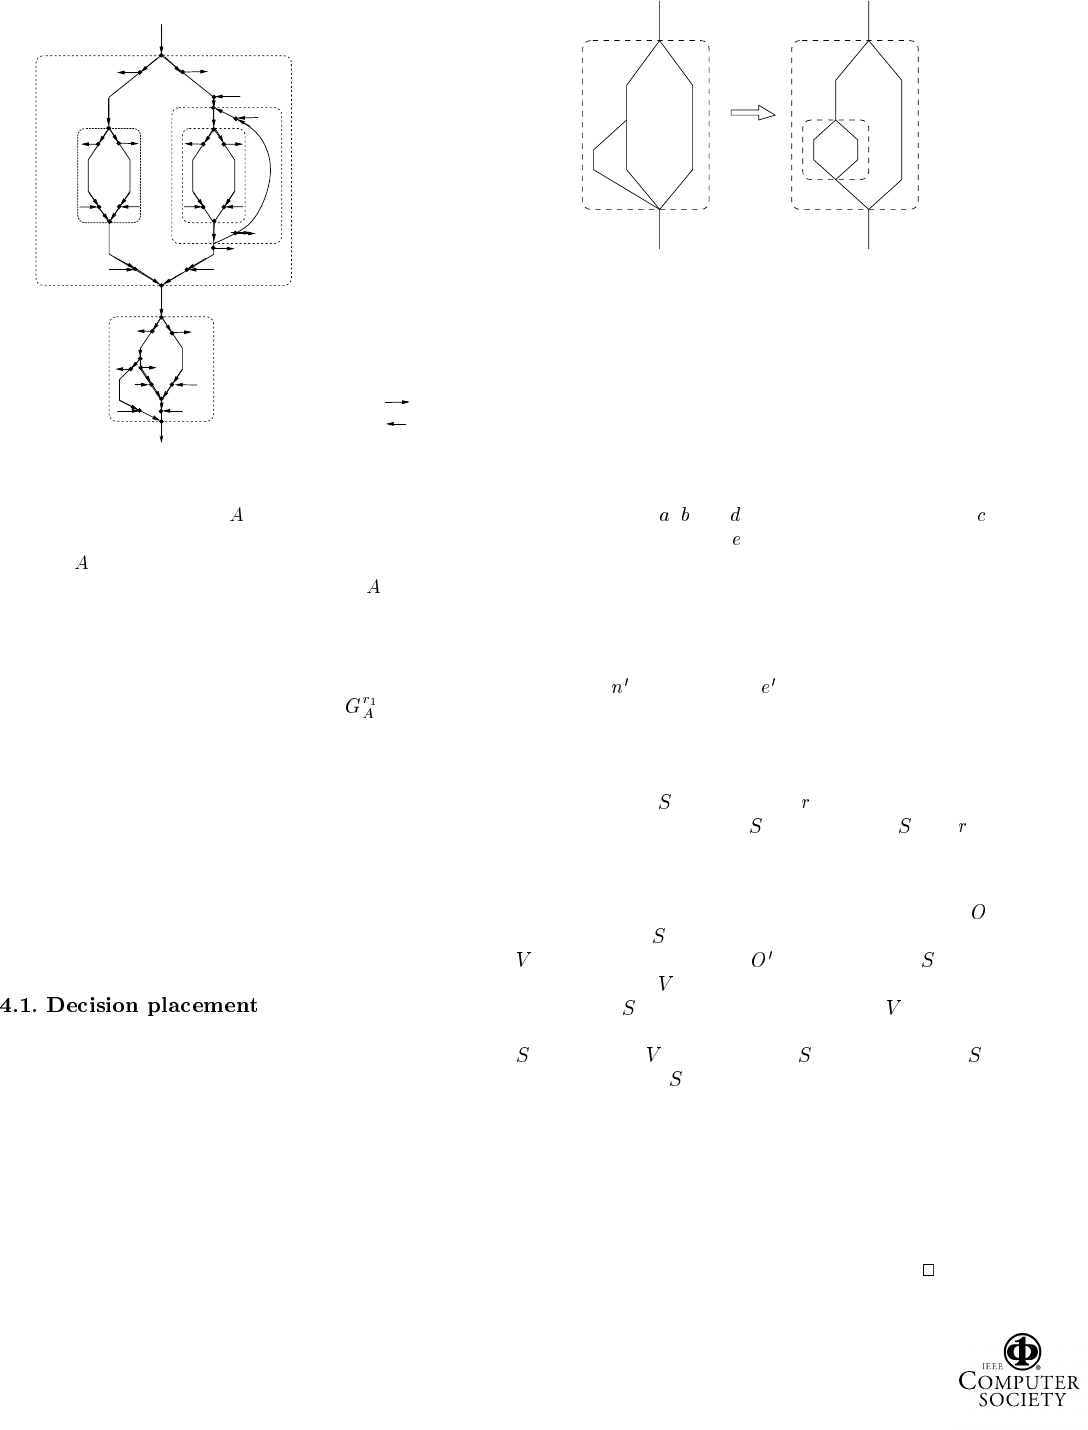 A
A
A
G_A^{r_1}
4.1. Decision placement
a b d c
e
n′ e′
S r
S S r
O
S
V O′ S
V
S V
S V S S
S
□
IEEE
COMPUTER
SOCIETY